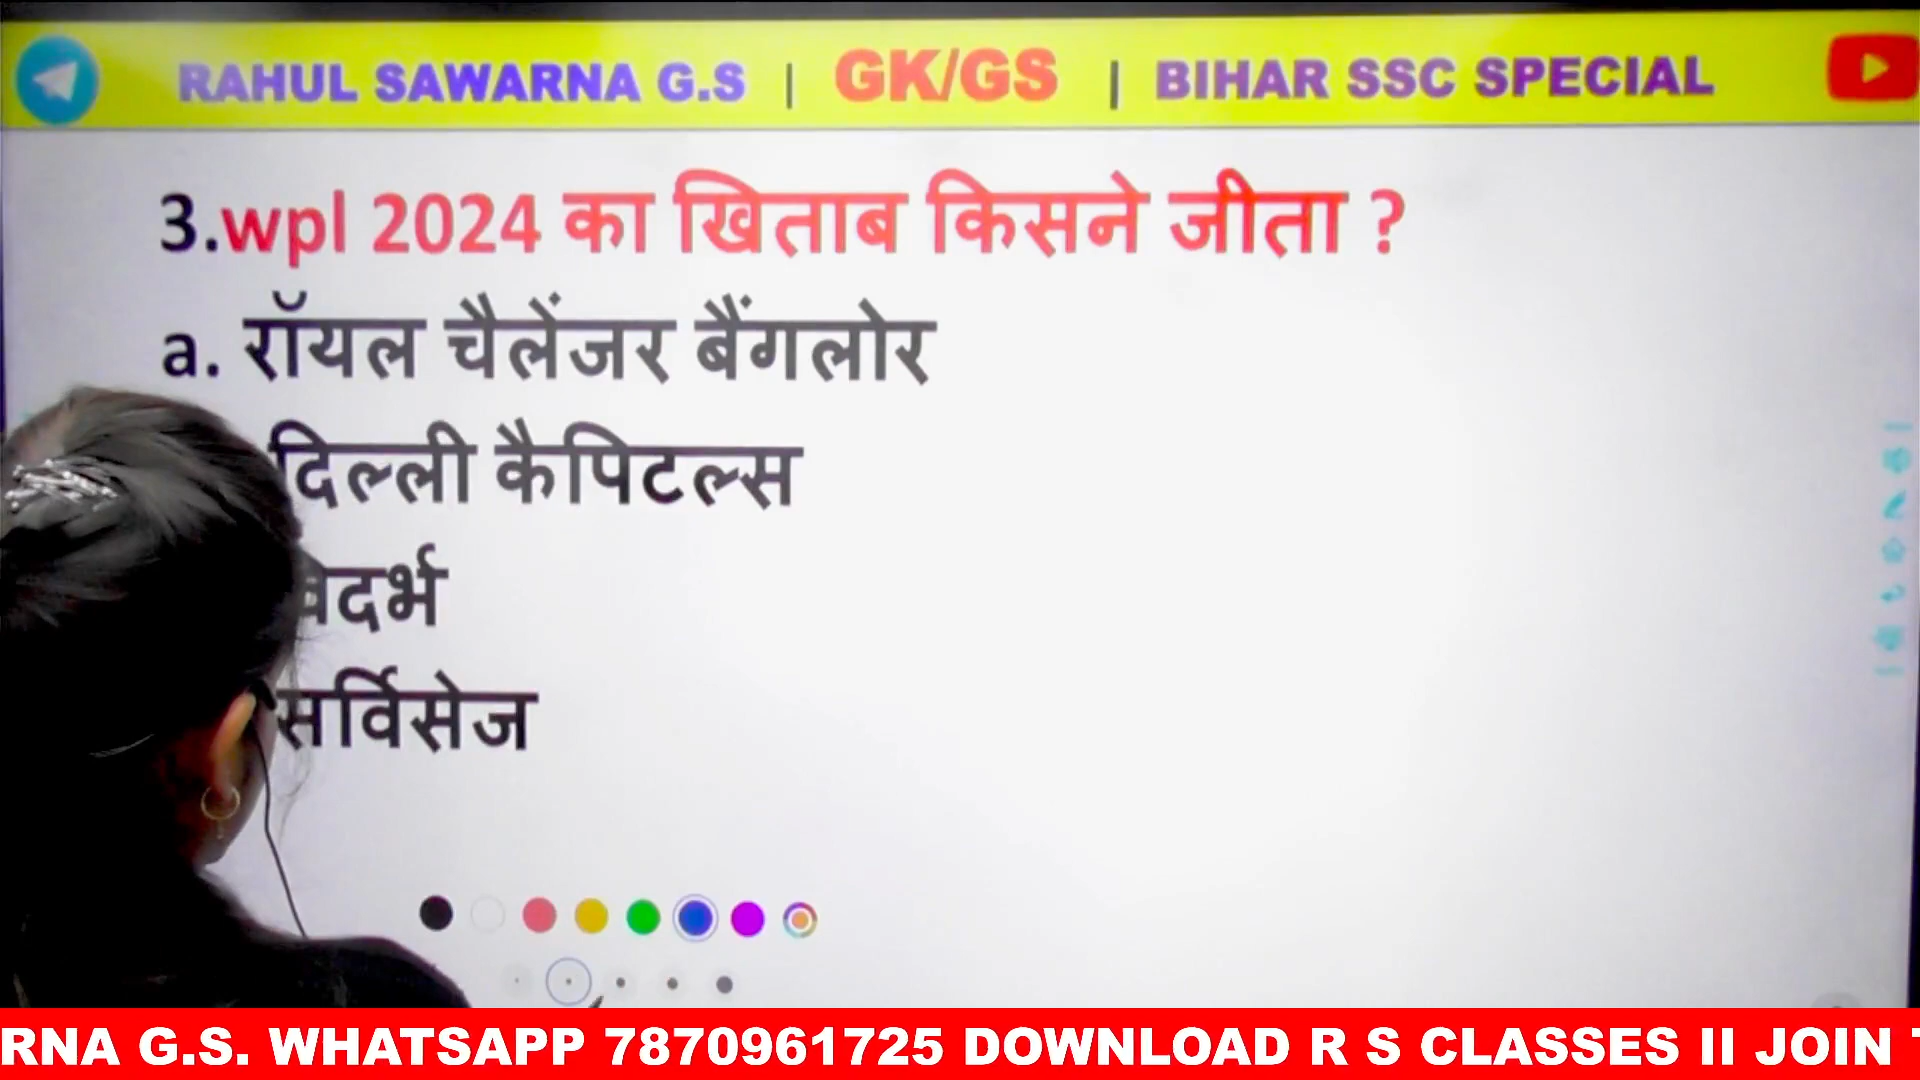 RAHUL SAWARNA G.S | GK/GS | BIHAR SSC SPECIAL
3.wpl 2024 का खिताब किसने जीता ?
a. रॉयल चैलेंजर बैंगलोर
दिल्ली कैपिटल्स
सर्विसेज
RNA G.S. WHATSAPP 7870961725 DOWNLOAD R S CLASSES II JOIN